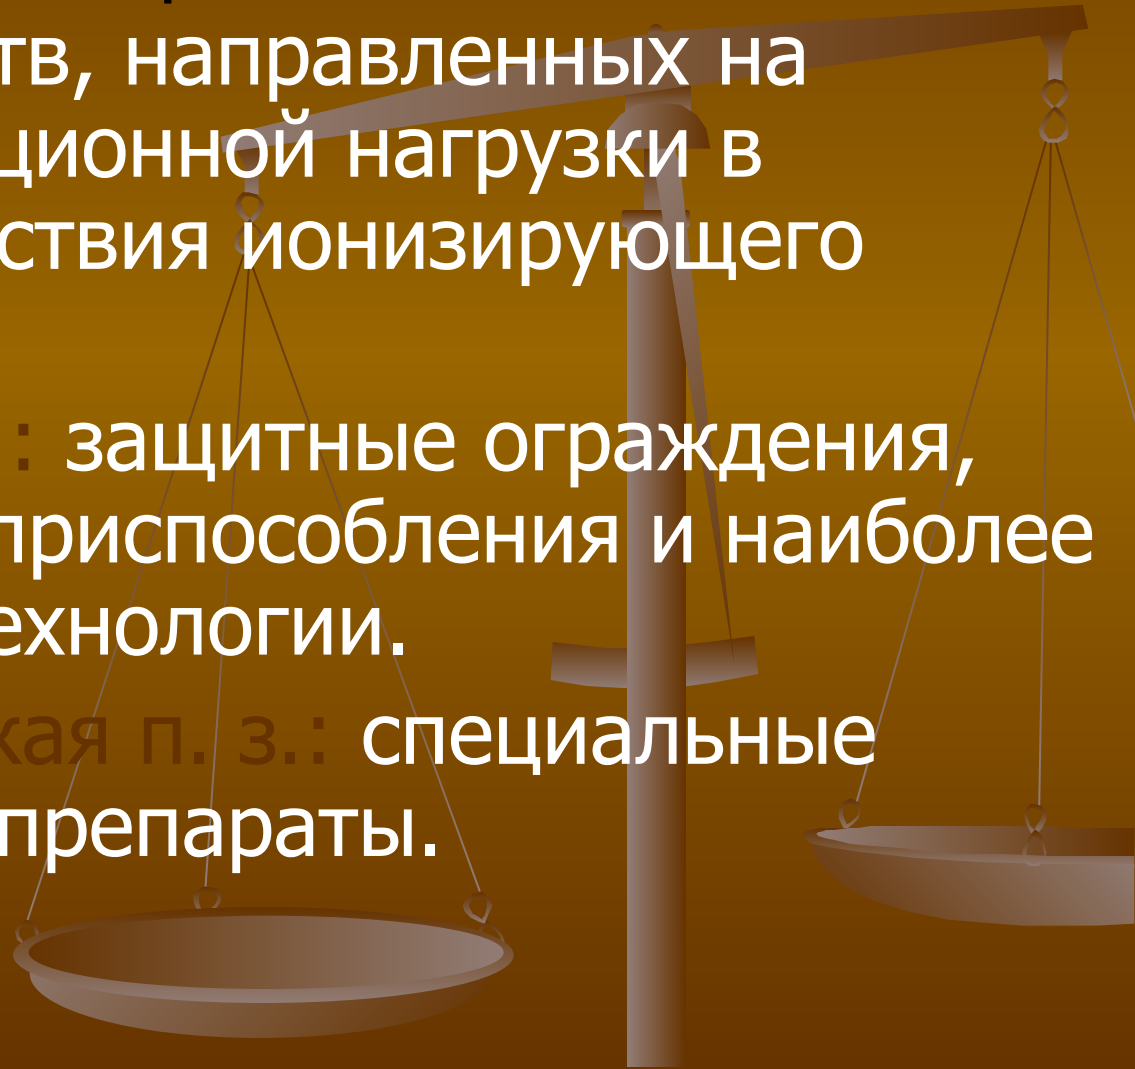 тв, направленных на
ционной нагрузки в
ствия ионизирующего
: защитные ограждения,
приспособления и наиболее
ехнологии.
кая п. з.: специальные
препараты.